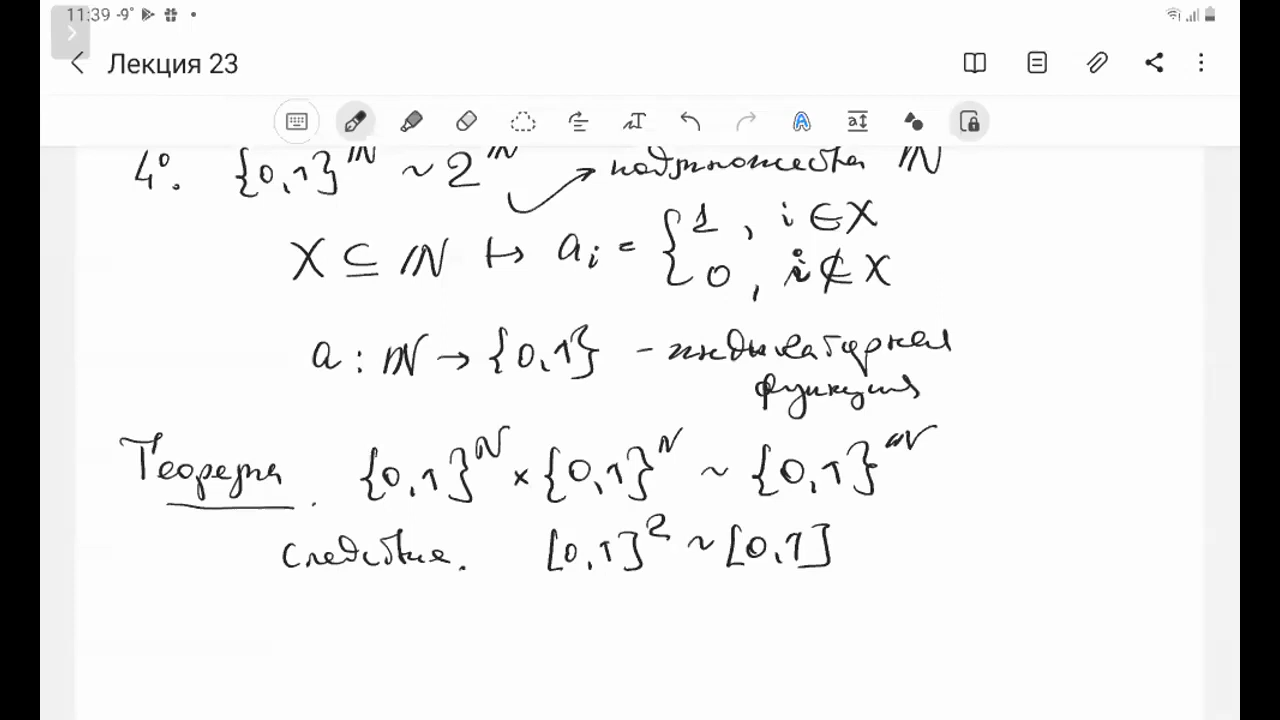 11:39 -9°
Лекция 23
4°. {0,1}^ℕ ~ 2^ℕ → подмножества ℕ
X ⊆ ℕ ↦ a_i = { 1, i ∈ X
0, i ∉ X
a : ℕ → {0,1} - индикаторная
функция
Теорема. {0,1}^ℕ × {0,1}^ℕ ~ {0,1}^ℕ
Следствие. [0,1]² ~ [0,1]